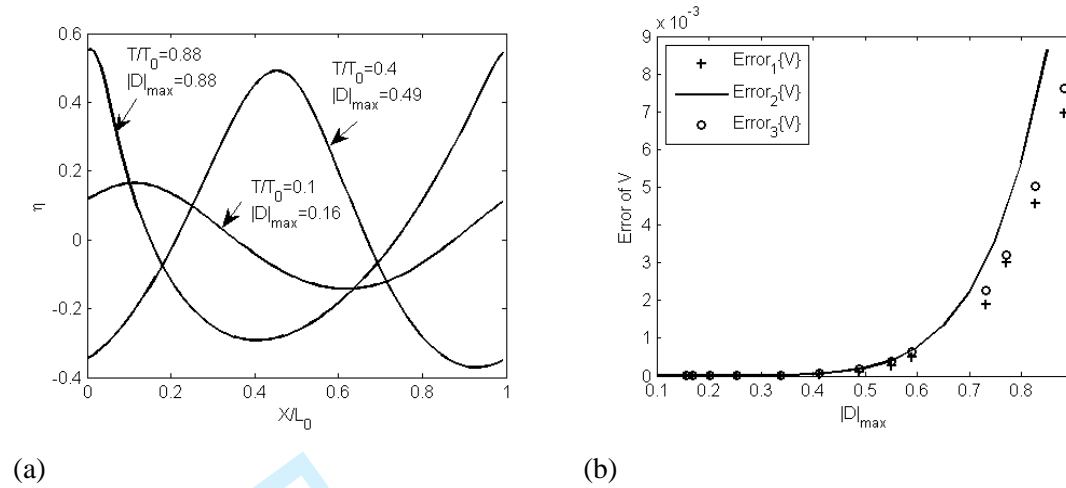 0.6
0.4
0.2
0
-0.2
-0.4
η
0
0.2
0.4
0.6
0.8
1
X/L0
T/T0=0.88
|D|max=0.88
T/T0=0.4
|D|max=0.49
T/T0=0.1
|D|max=0.16
(a)
x 10-3
9
8
7
6
5
4
3
2
1
0
Error of V
0.1
0.2
0.3
0.4
0.5
0.6
0.7
0.8
|D|max
Error1{V}
Error2{V}
Error3{V}
(b)